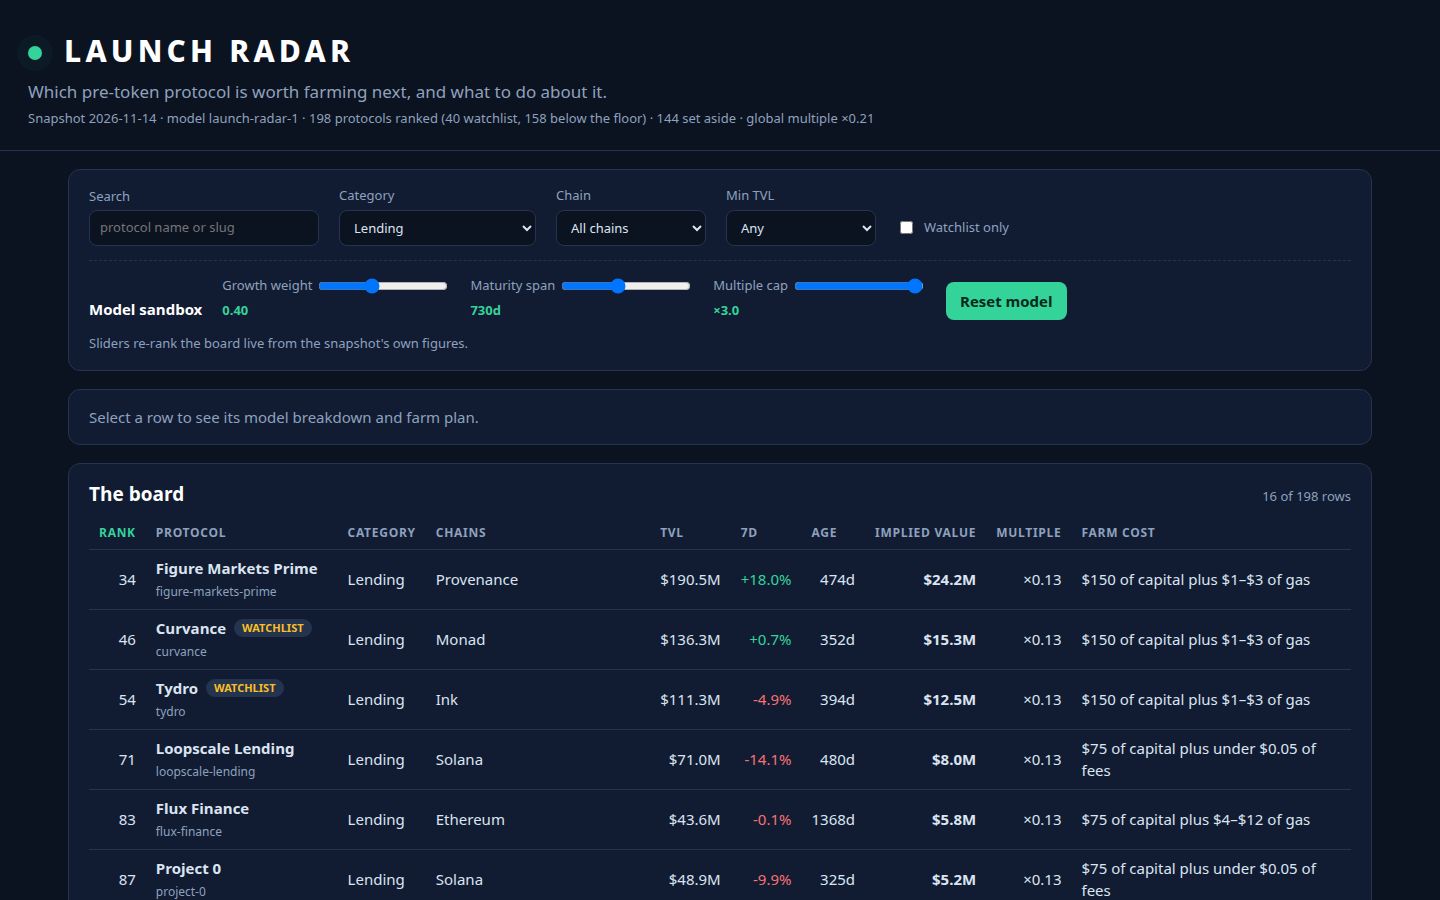 LAUNCH RADAR
Which pre-token protocol is worth farming next, and what to do about it.
Snapshot 2026-11-14 · model launch-radar-1 · 198 protocols ranked (40 watchlist, 158 below the floor) · 144 set aside · global multiple ×0.21
Search Category Chain Min TVL
protocol name or slug Lending All chains Any Watchlist only
Growth weight Maturity span Multiple cap
Model sandbox 0.40 730d ×3.0 Reset model
Sliders re-rank the board live from the snapshot's own figures.
Select a row to see its model breakdown and farm plan.
The board 16 of 198 rows
RANK PROTOCOL CATEGORY CHAINS TVL 7D AGE IMPLIED VALUE MULTIPLE FARM COST
34 Figure Markets Prime Lending Provenance $190.5M +18.0% 474d $24.2M ×0.13 $150 of capital plus $1–$3 of gas
figure-markets-prime
46 Curvance WATCHLIST Lending Monad $136.3M +0.7% 352d $15.3M ×0.13 $150 of capital plus $1–$3 of gas
curvance
54 Tydro WATCHLIST Lending Ink $111.3M -4.9% 394d $12.5M ×0.13 $150 of capital plus $1–$3 of gas
tydro
71 Loopscale Lending Lending Solana $71.0M -14.1% 480d $8.0M ×0.13 $75 of capital plus under $0.05 of
loopscale-lending fees
83 Flux Finance Lending Ethereum $43.6M -0.1% 1368d $5.8M ×0.13 $75 of capital plus $4–$12 of gas
flux-finance
87 Project 0 Lending Solana $48.9M -9.9% 325d $5.2M ×0.13 $75 of capital plus under $0.05 of
project-0 fees